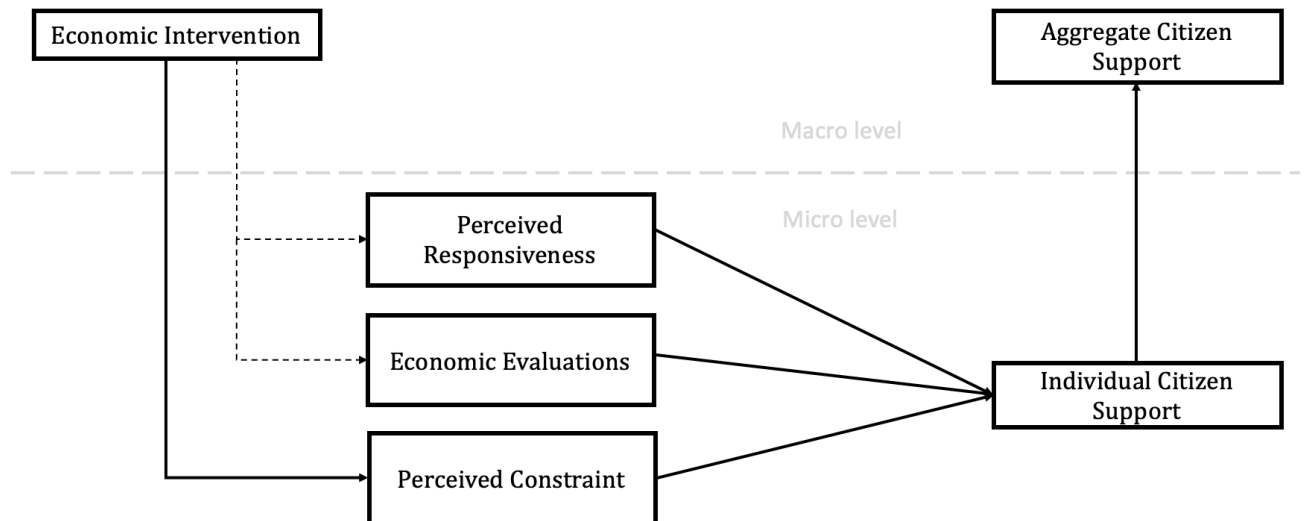 Economic Intervention
Aggregate Citizen
Support
Macro level
Micro level
Perceived
Responsiveness
Economic Evaluations
Individual Citizen
Support
Perceived Constraint